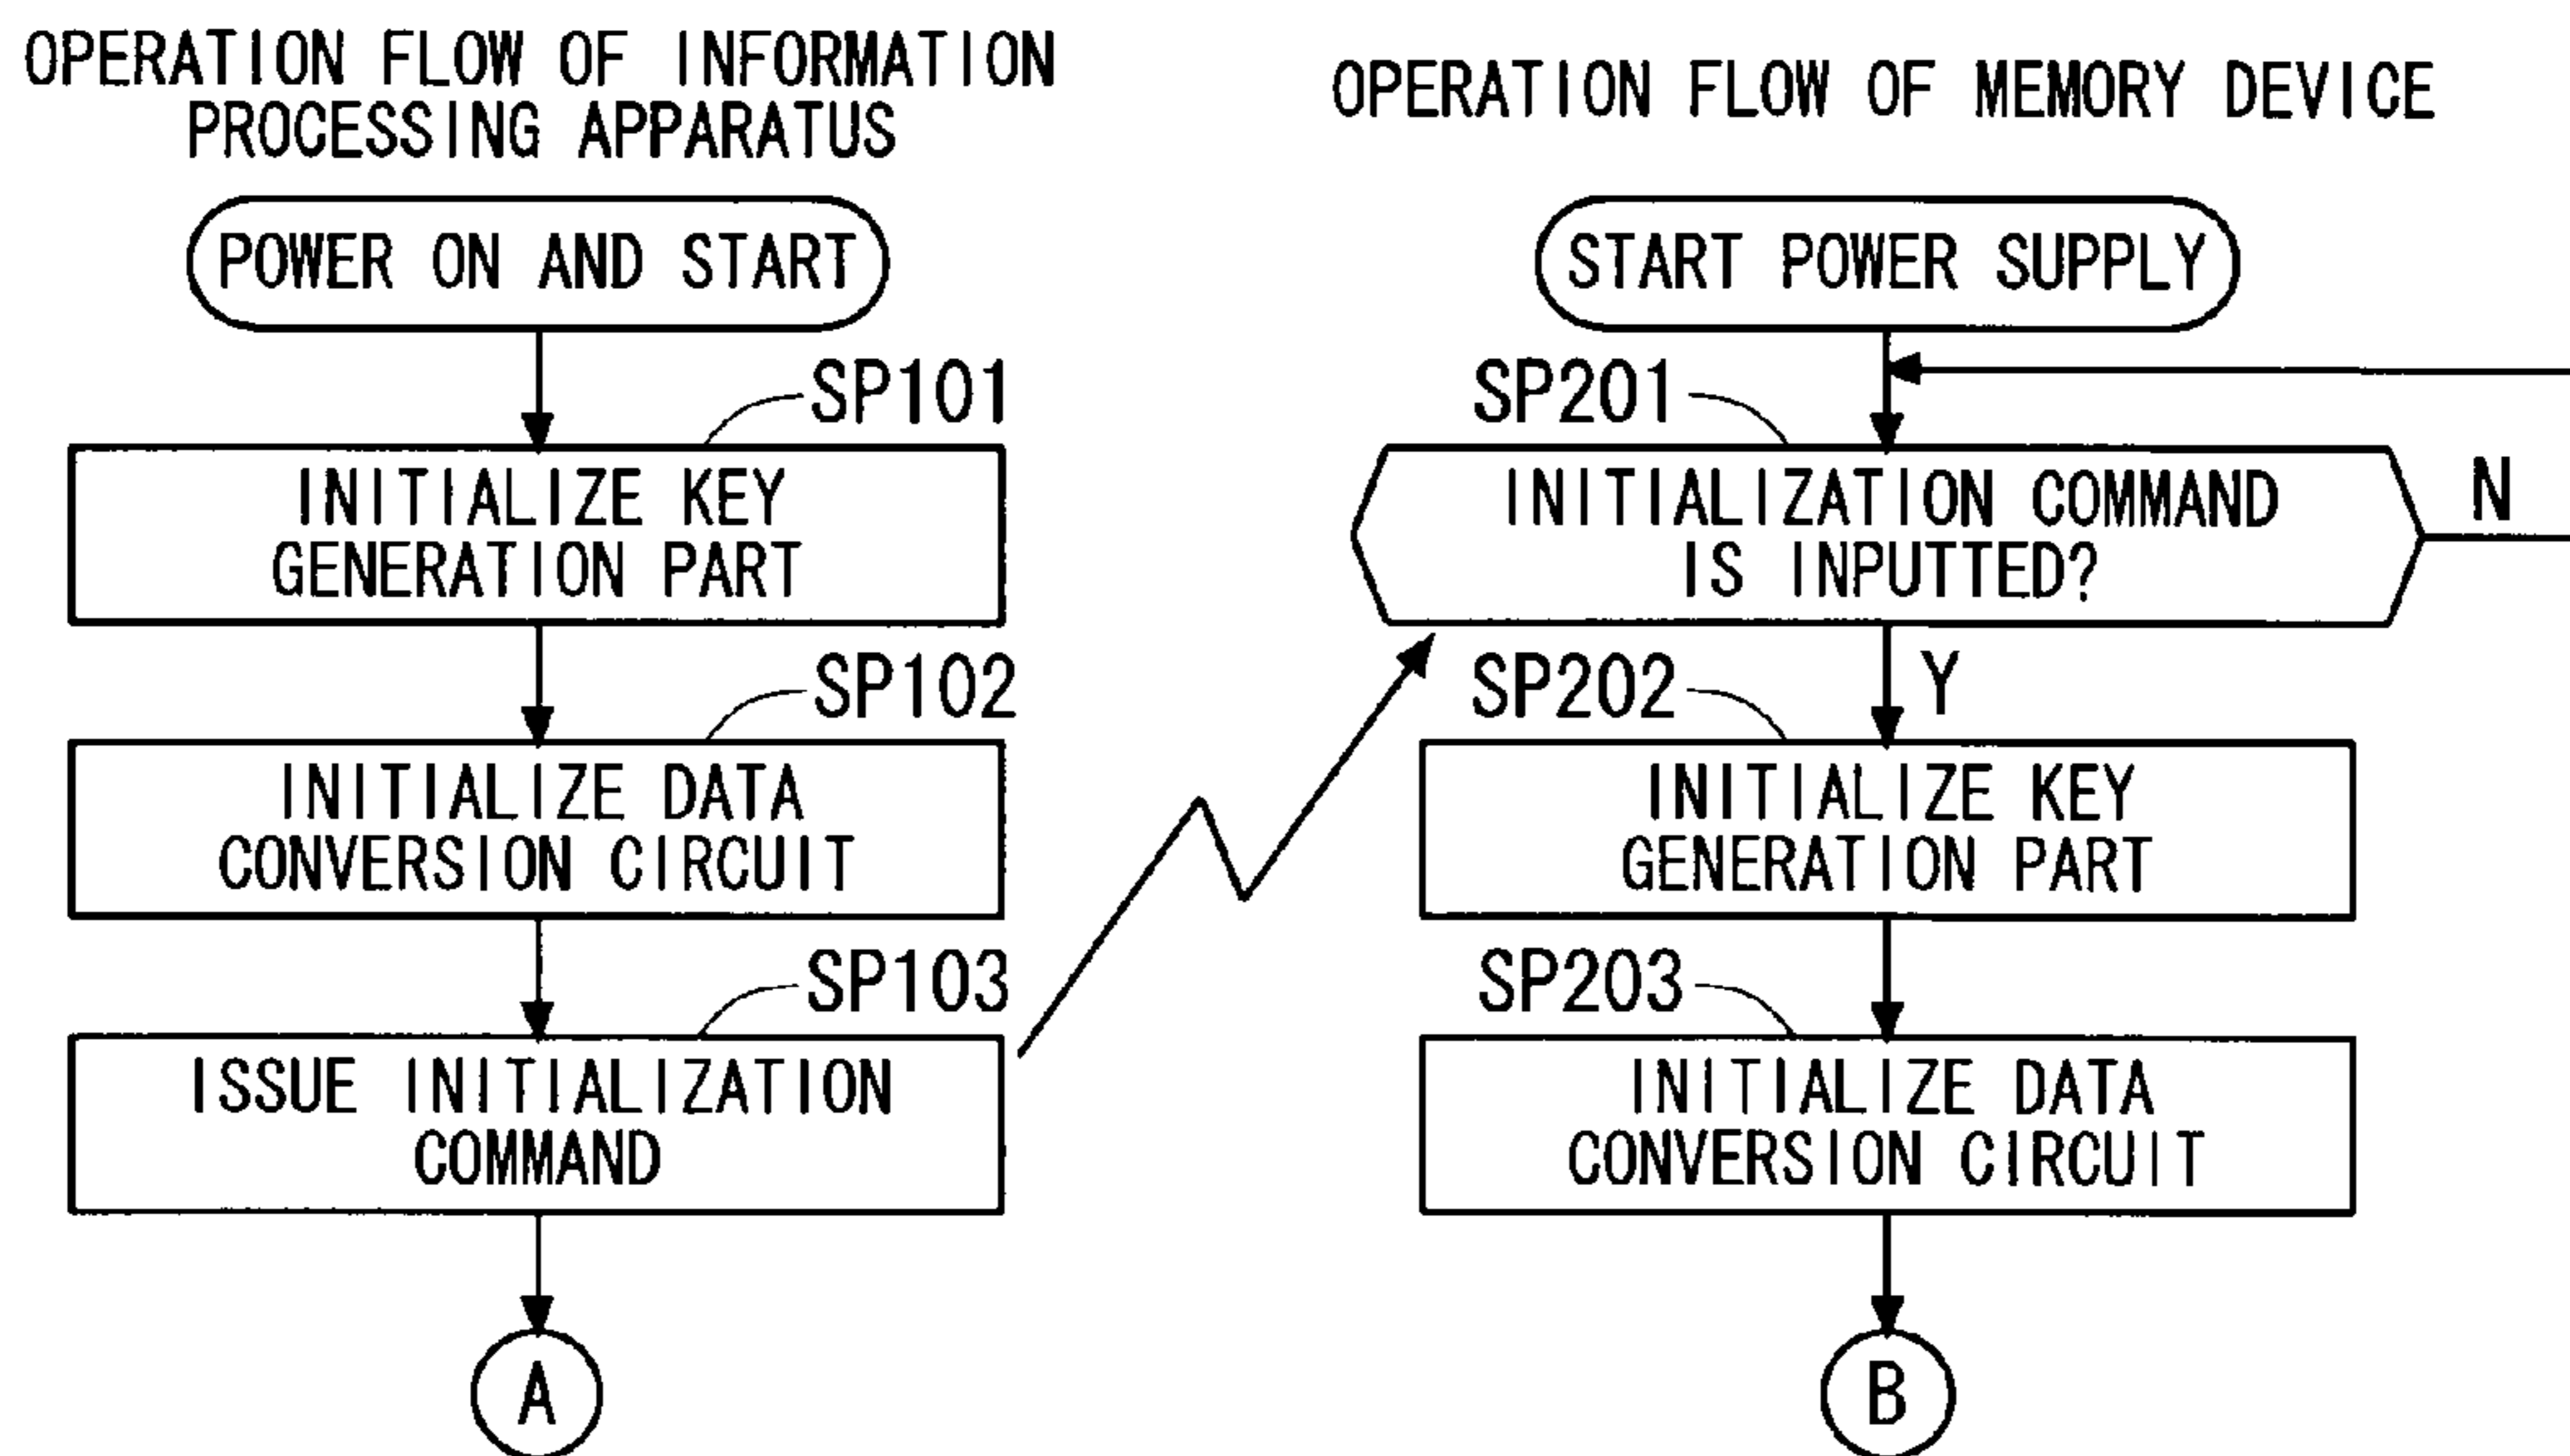 OPERATION FLOW OF INFORMATION
PROCESSING APPARATUS
POWER ON AND START
SP101
INITIALIZE KEY
GENERATION PART
SP102
INITIALIZE DATA
CONVERSION CIRCUIT
SP103
ISSUE INITIALIZATION
COMMAND
A
OPERATION FLOW OF MEMORY DEVICE
START POWER SUPPLY
SP201
INITIALIZATION COMMAND
IS INPUTTED?
N
Y
SP202
INITIALIZE KEY
GENERATION PART
SP203
INITIALIZE DATA
CONVERSION CIRCUIT
B